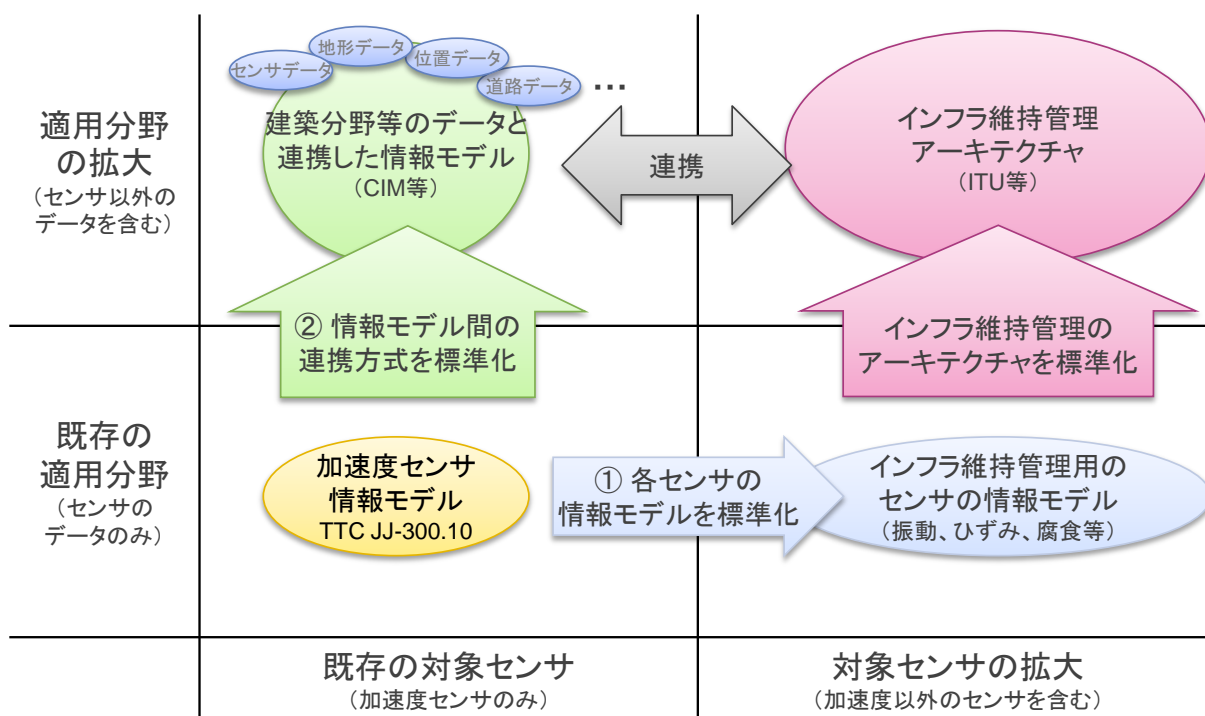 センサデータ
地形データ
位置データ
道路データ
…
適用分野
の拡大
(センサ以外の
データを含む)
建築分野等のデータと
連携した情報モデル
(CIM等)
連携
インフラ維持管理
アーキテクチャ
(ITU等)
② 情報モデル間の
連携方式を標準化
インフラ維持管理の
アーキテクチャを標準化
既存の
適用分野
(センサの
データのみ)
加速度センサ
情報モデル
TTC JJ-300.10
① 各センサの
情報モデルを標準化
インフラ維持管理用の
センサの情報モデル
(振動、ひずみ、腐食等)
既存の対象センサ
(加速度センサのみ)
対象センサの拡大
(加速度以外のセンサを含む)